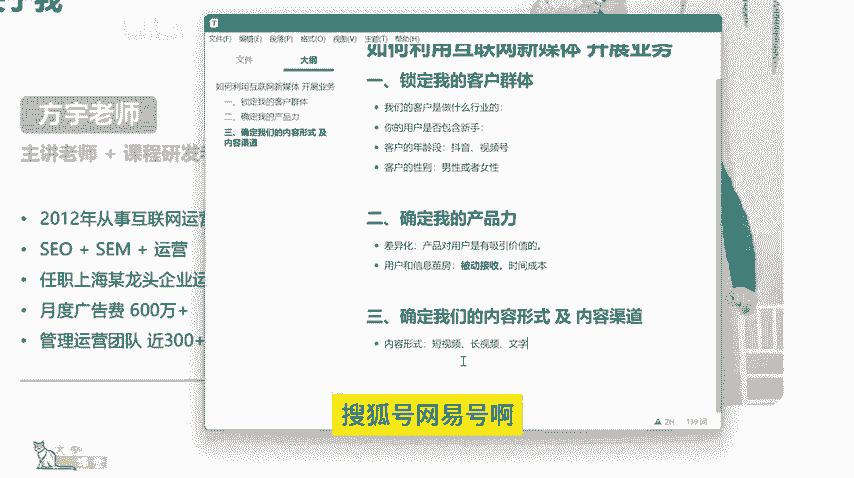 方宇老师
主讲老师 + 课程研发
• 2012年从事互联网运营
• SEO + SEM + 运营
• 任职上海某龙头企业运
• 月度广告费 600万+
• 管理运营团队 近300+
文件(F) 编辑(E) 段落(P) 格式(O) 视图(V) 主题(T) 帮助(H)
文件 大纲
如何利用互联网新媒体 开展业务
一、锁定我的客户群体
二、确定我的产品力
三、确定我们的内容形式 及
内容渠道
如何利用互联网新媒体 开展业务
一、锁定我的客户群体
• 我们的客户是做什么行业的:
• 你的用户是否包含新手:
• 客户的年龄段: 抖音、视频号
• 客户的性别: 男性或者女性
二、确定我的产品力
• 差异化: 产品对用户是有吸引价值的。
• 用户和信息茧房: 被动接收, 时间成本
三、确定我们的内容形式 及 内容渠道
• 内容形式: 短视频、长视频、文字
ZH 139 词
搜狐号网易号啊